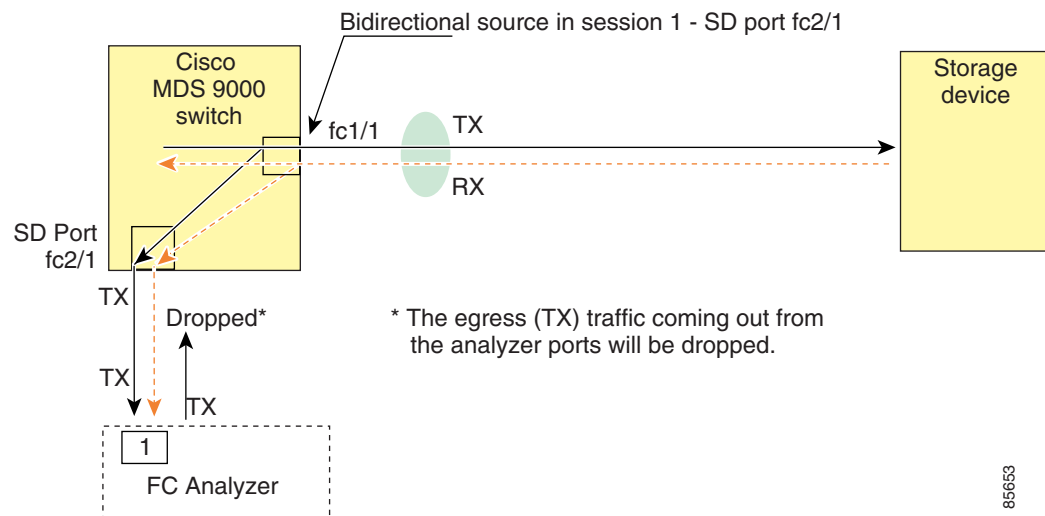 Bidirectional source in session 1 - SD port fc2/1
Cisco
MDS 9000
switch
Storage
device
fc1/1
TX
RX
SD Port
fc2/1
TX
Dropped*
* The egress (TX) traffic coming out from
the analyzer ports will be dropped.
TX
TX
1
FC Analyzer
85653